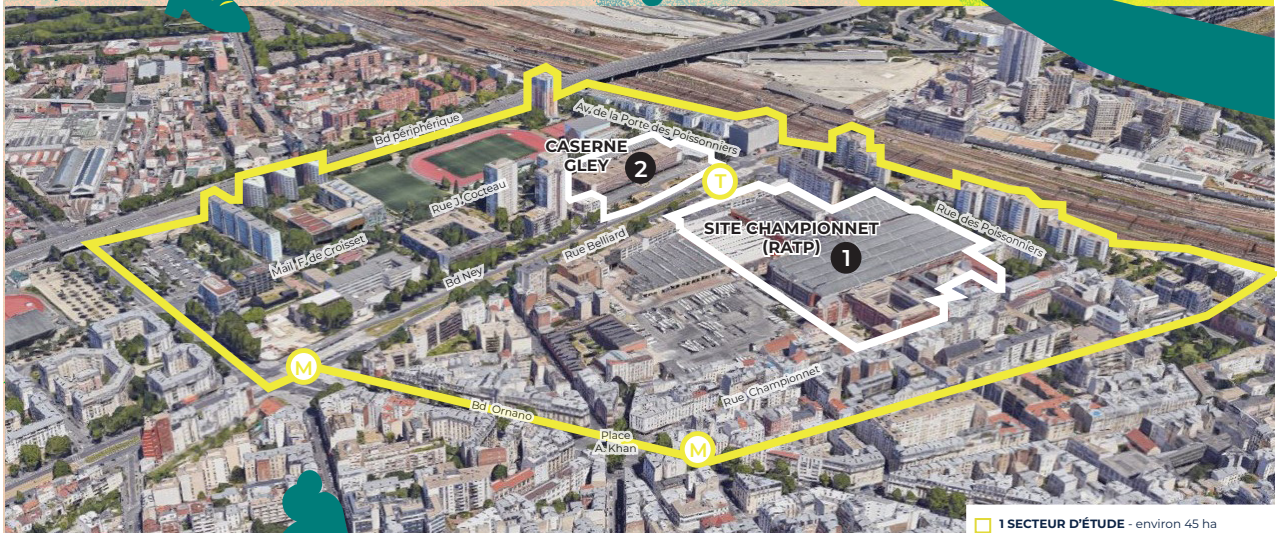 Bd périphérique
Av. de la Porte des Poissonniers
CASERNE
GLEY
2
T
Rue J. Cocteau
SITE CHAMPIONNET
(RATP)
1
Rue des Poissonniers
Rue Belliard
Mail F. de Croisset
Bd Ney
M
Rue Championnet
Bd Ornano
Place
A. Khan
M
1 SECTEUR D'ÉTUDE - environ 45 ha